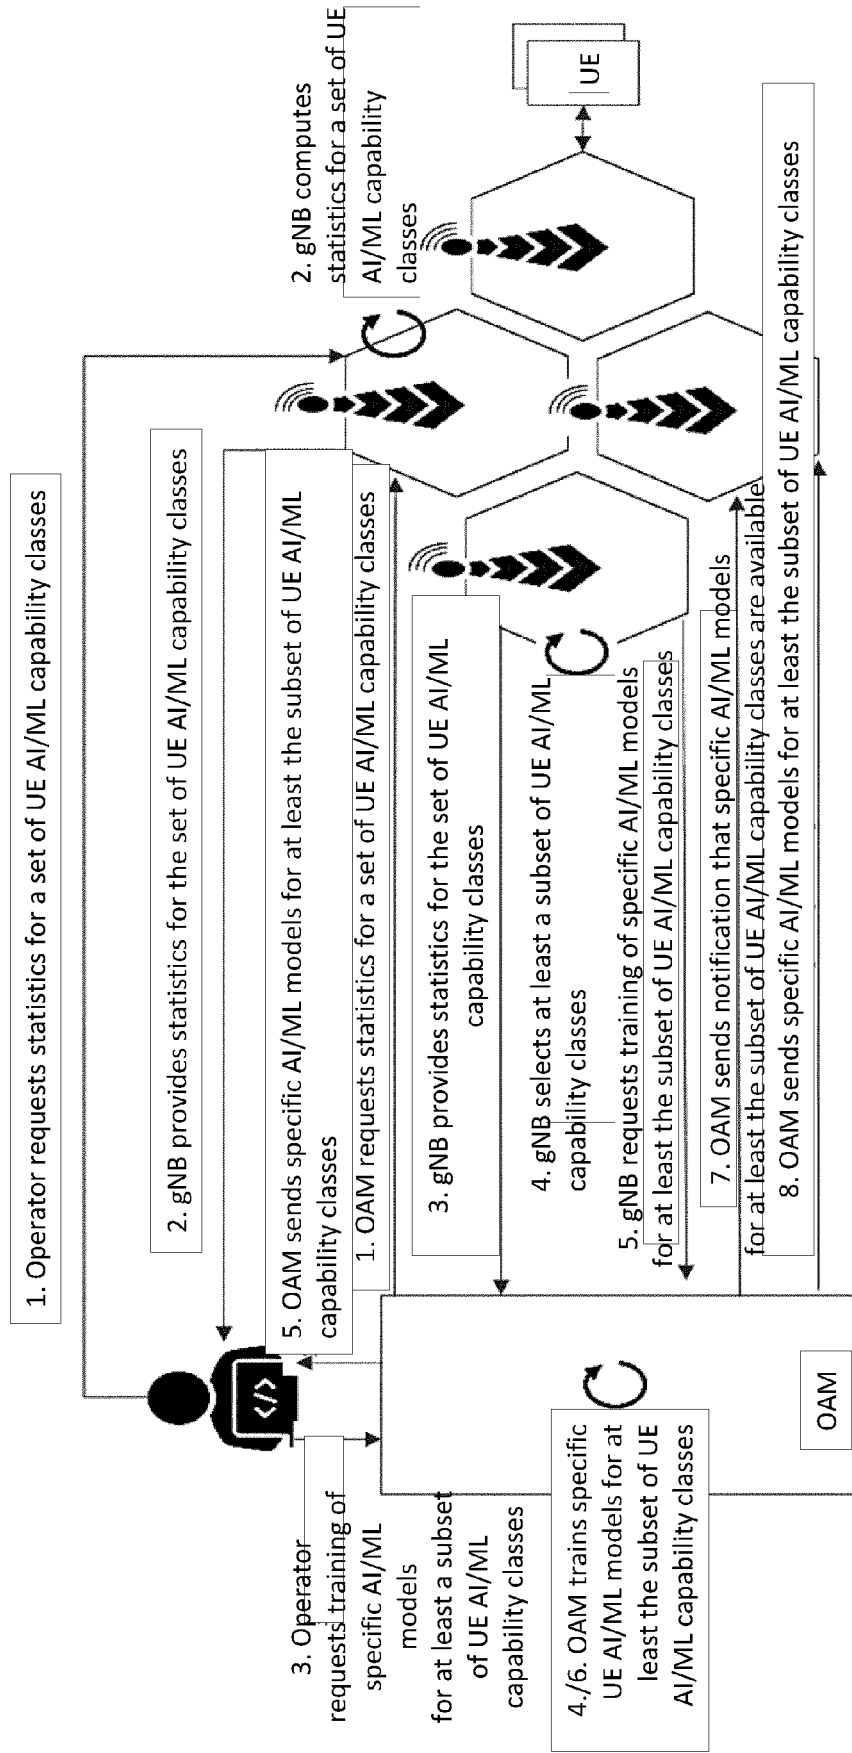 1. Operator requests statistics for a set of UE AI/ML capability classes
2. gNB provides statistics for the set of UE AI/ML capability classes
5. OAM sends specific AI/ML models for at least the subset of UE AI/ML
capability classes
1. OAM requests statistics for a set of UE AI/ML capability classes
3. gNB provides statistics for the set of UE AI/ML
capability classes
4. gNB selects at least a subset of UE AI/ML
capability classes
5. gNB requests training of specific AI/ML models
for at least the subset of UE AI/ML capability classes
7. OAM sends notification that specific AI/ML models
for at least the subset of UE AI/ML capability classes are available
8. OAM sends specific AI/ML models for at least the subset of UE AI/ML capability classes
2. gNB computes
statistics for a set of UE
AI/ML capability
classes
UE
</>
3. Operator
requests training of
specific AI/ML
models
for at least a subset
of UE AI/ML
capability classes
4./6. OAM trains specific
UE AI/ML models for at
least the subset of UE
AI/ML capability classes
OAM